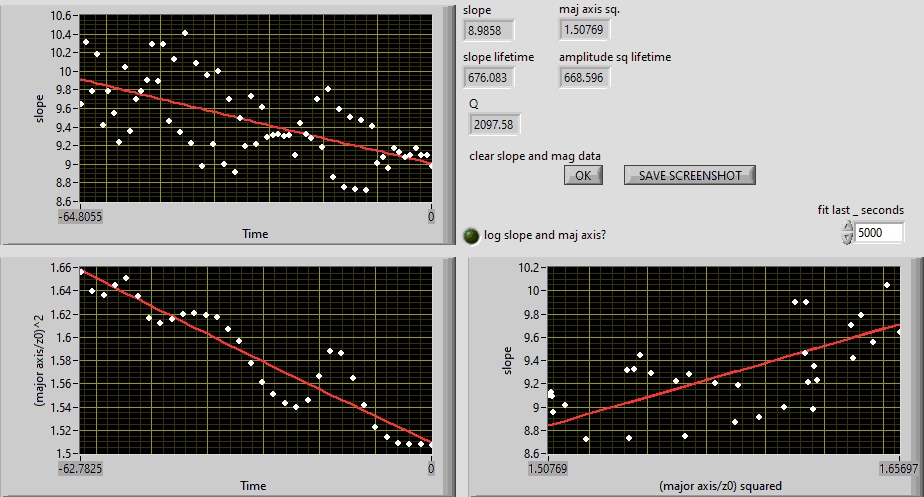 slope
8.9858
maj axis sq.
1.50769
slope lifetime
676.083
amplitude sq lifetime
668.596
Q
2097.58
clear slope and mag data
OK
SAVE SCREENSHOT
fit last _ seconds
5000
log slope and maj axis?
10.6
10.4
10.2
10
9.8
9.6
9.4
9.2
9
8.8
8.6
slope
-64.8055
0
Time
1.66
1.64
1.62
1.6
1.58
1.56
1.54
1.52
1.5
(major axis/z0)^2
-62.7825
0
Time
10.2
10
9.8
9.6
9.4
9.2
9
8.8
8.6
slope
1.50769
1.65697
(major axis/z0) squared